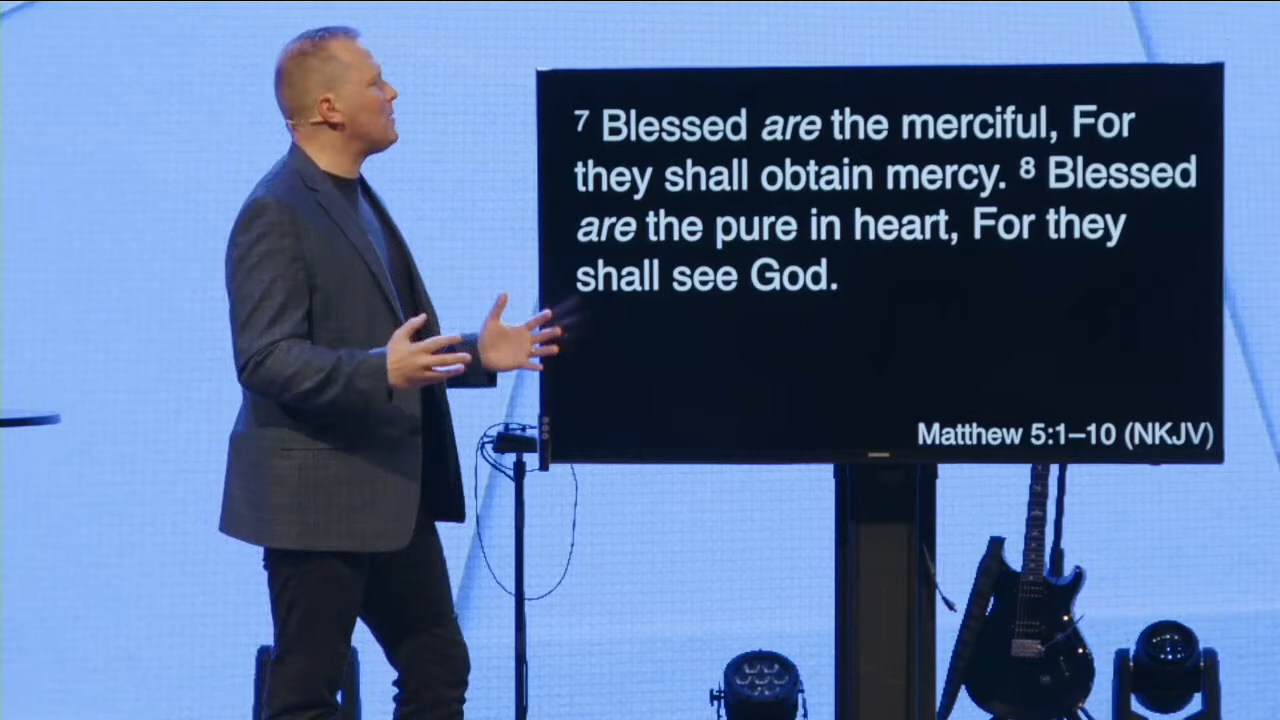 7 Blessed are the merciful, For
they shall obtain mercy. 8 Blessed
are the pure in heart, For they
shall see God.
Matthew 5:1–10 (NKJV)